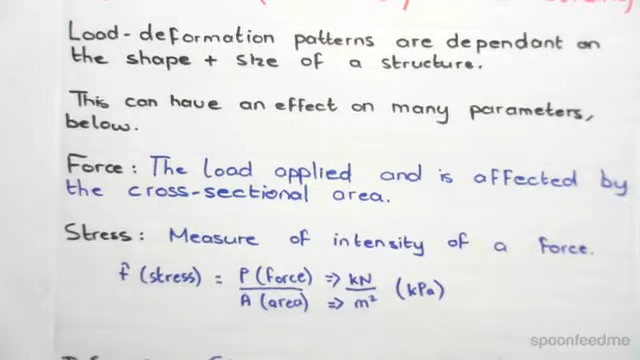 Load-deformation patterns are dependant on
the shape + size of a structure.
This can have an effect on many parameters,
below.
Force: The load applied and is affected by
the cross-sectional area.
Stress: Measure of intensity of a force.
f (stress) = P (force) => kN (kPa)
A (area) => m²
spoonfeedme